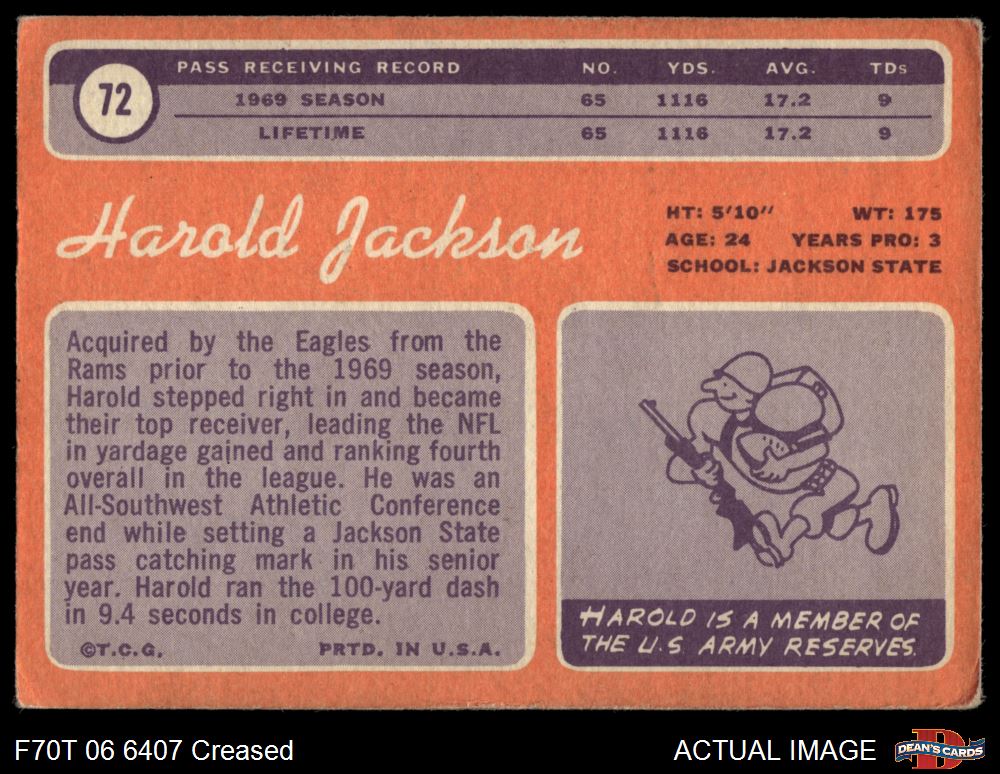 72
PASS RECEIVING RECORD NO. YDS. AVG. TDs
1969 SEASON 65 1116 17.2 9
LIFETIME 65 1116 17.2 9
Harold Jackson
HT: 5'10" WT: 175
AGE: 24 YEARS PRO: 3
SCHOOL: JACKSON STATE
Acquired by the Eagles from the
Rams prior to the 1969 season,
Harold stepped right in and became
their top receiver, leading the NFL
in yardage gained and ranking fourth
overall in the league. He was an
All-Southwest Athletic Conference
end while setting a Jackson State
pass catching mark in his senior
year. Harold ran the 100-yard dash
in 9.4 seconds in college.
©T.C.G. PRTD. IN U.S.A.
HAROLD IS A MEMBER OF
THE U.S ARMY RESERVES.
F70T 06 6407 Creased
ACTUAL IMAGE
D
DEAN'S CARDS